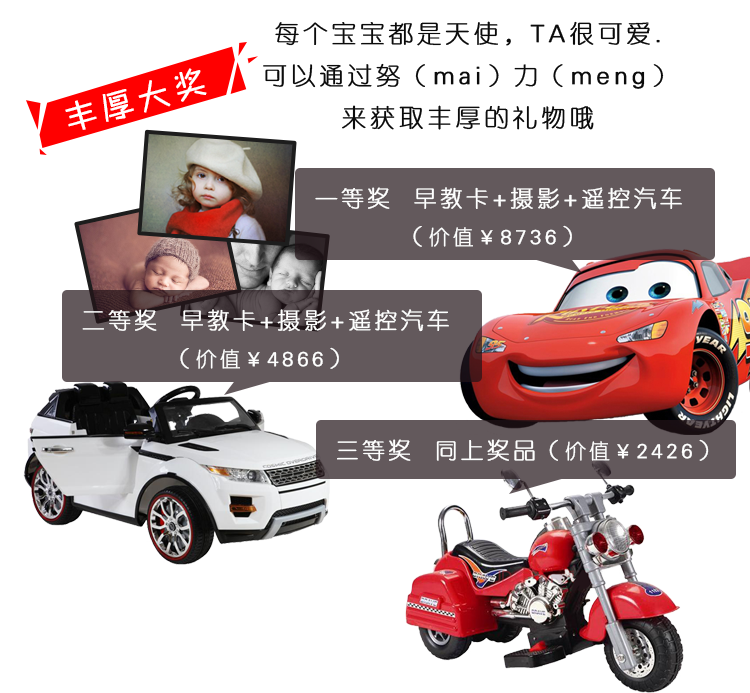 每个宝宝都是天使，TA很可爱.
可以通过努（mai）力（meng）
来获取丰厚的礼物哦
丰厚大奖
一等奖 早教卡+摄影+遥控汽车
（价值￥8736）
二等奖 早教卡+摄影+遥控汽车
（价值￥4866）
LIGHTYEAR
三等奖 同上奖品（价值￥2426）